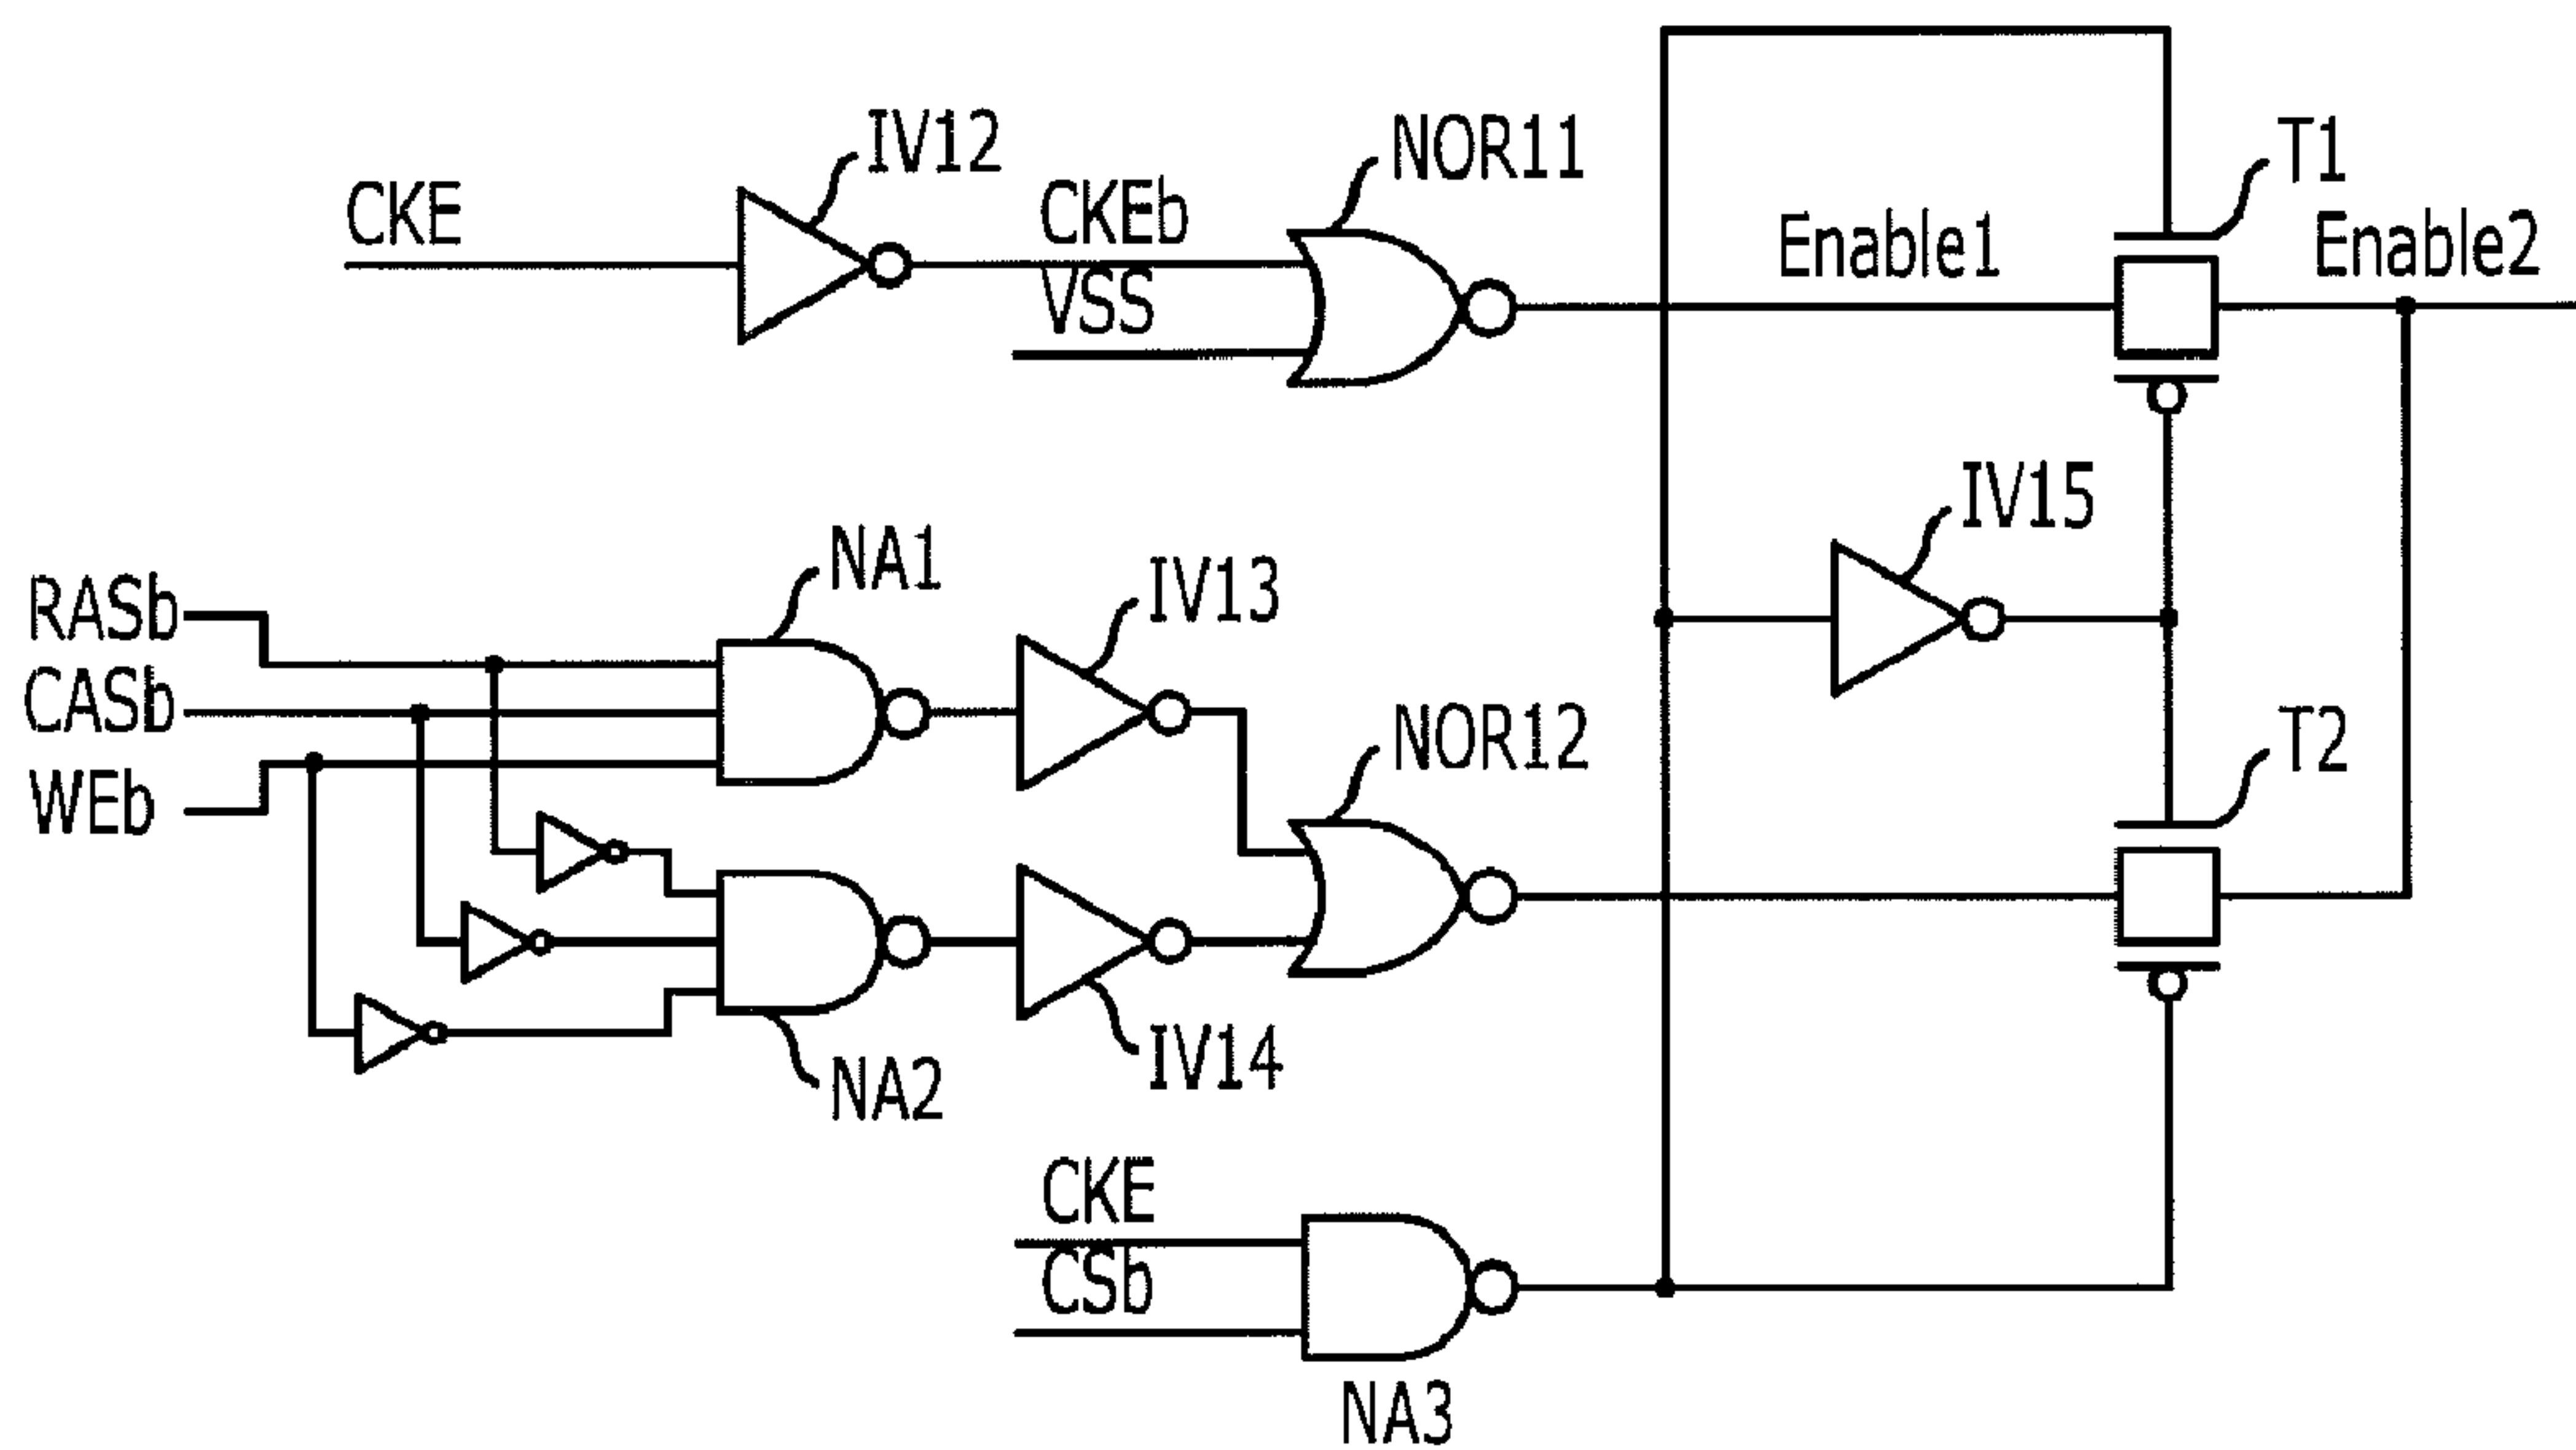 IV12
NOR11
T1
CKE
CKEb
Enable1
Enable2
VSS
IV15
NA1
IV13
RASb
CASb
NOR12
T2
WEb
IV14
NA2
CKE
CSb
NA3